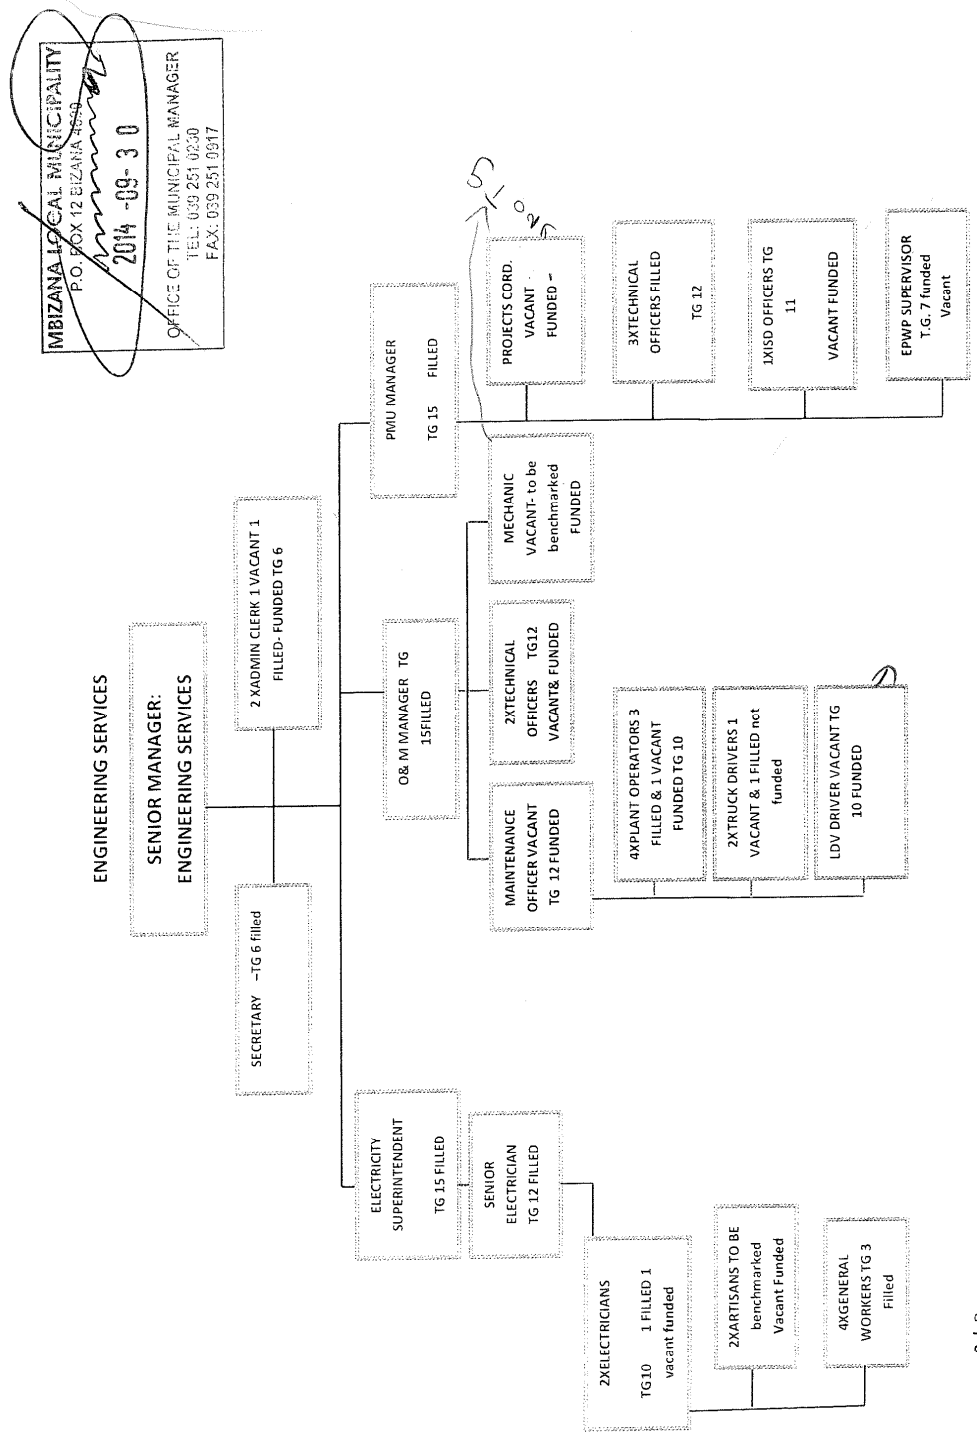 MBIZANA LOCAL MUNICIPALITY
P.O. BOX 12 BIZANA 4800
2014 -09- 3 0
OFFICE OF THE MUNICIPAL MANAGER
TEL: 039 251 0230
FAX: 039 251 0917
ENGINEERING SERVICES
SENIOR MANAGER:
ENGINEERING SERVICES
SECRETARY –TG 6 filled
2 XADMIN CLERK 1 VACANT 1
FILLED- FUNDED TG 6
ELECTRICITY
SUPERINTENDENT
TG 15 FILLED
SENIOR
ELECTRICIAN
TG 12 FILLED
2XELECTRICIANS
TG10 1 FILLED 1
vacant funded
2XARTISANS TO BE
benchmarked
Vacant Funded
4XGENERAL
WORKERS TG 3
Filled
O& M MANAGER TG
15FILLED
MAINTENANCE
OFFICER VACANT
TG 12 FUNDED
4XPLANT OPERATORS 3
FILLED & 1 VACANT
FUNDED TG 10
2XTRUCK DRIVERS 1
VACANT & 1 FILLED not
funded
LDV DRIVER VACANT TG
10 FUNDED
2XTECHNICAL
OFFICERS TG12
VACANT& FUNDED
MECHANIC
VACANT- to be
benchmarked
FUNDED
PMU MANAGER
TG 15 FILLED
PROJECTS CORD.
VACANT -
FUNDED –
3XTECHNICAL
OFFICERS FILLED
TG 12
1XISD OFFICERS TG
11
VACANT FUNDED
EPWP SUPERVISOR
T.G. 7 funded
Vacant